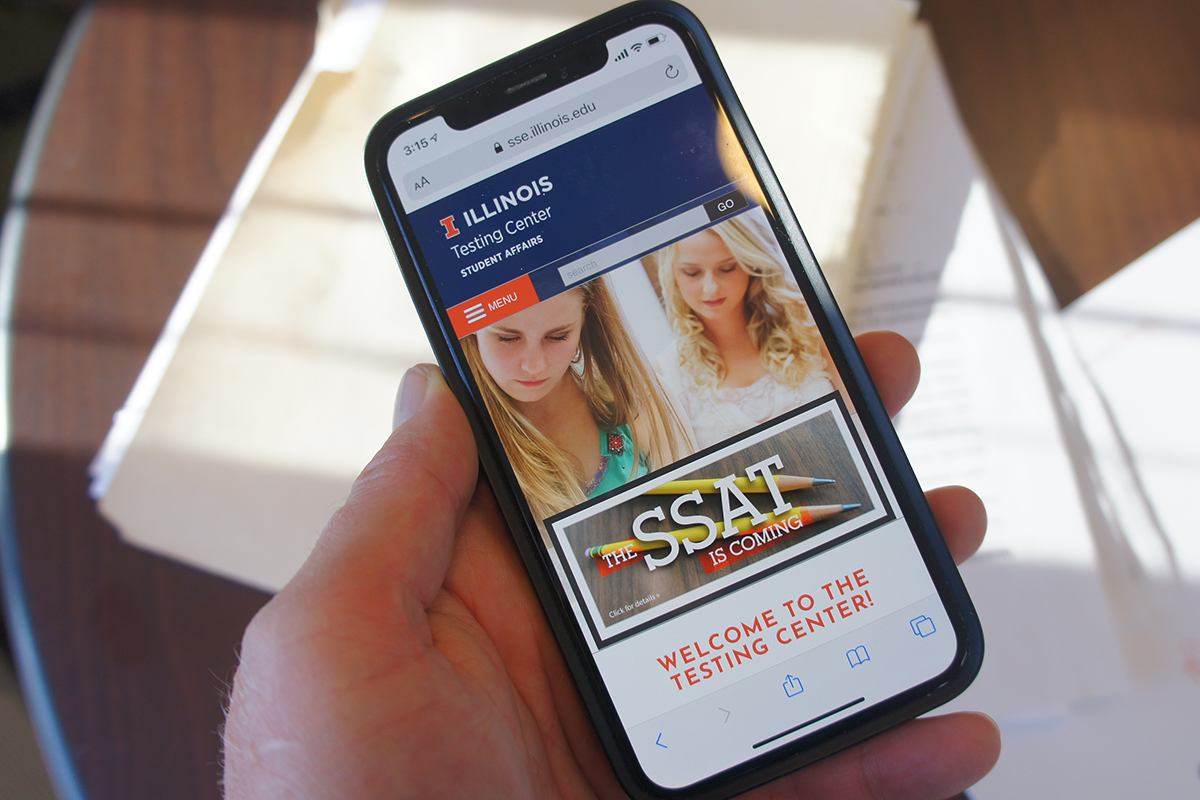 3:15
AA
sse.illinois.edu
I ILLINOIS
Testing Center
STUDENT AFFAIRS
search
GO
MENU
THE SSAT
IS COMING
Click for details »
WELCOME TO THE
TESTING CENTER!